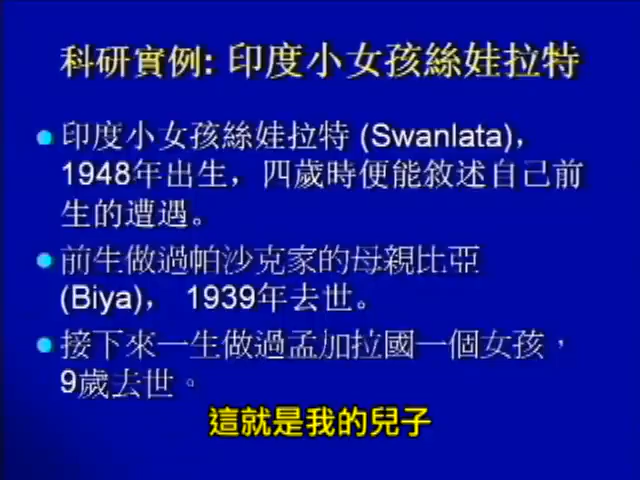 科研實例: 印度小女孩絲娃拉特
印度小女孩絲娃拉特 (Swanlata),
1948年出生, 四歲時便能敘述自己前
生的遭遇。
前生做過帕沙克家的母親比亞
(Biya), 1939年去世。
接下來一生做過孟加拉國一個女孩，
9歲去世。
這就是我的兒子